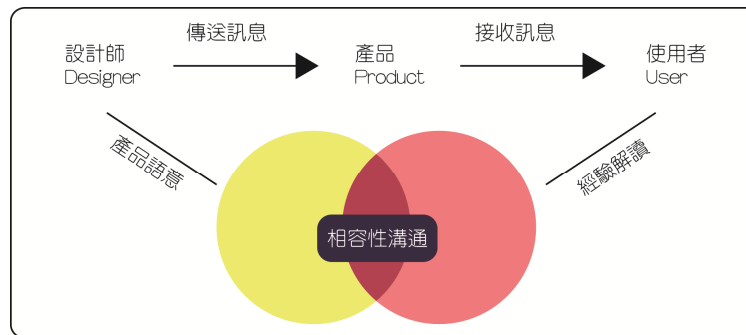 設計師
Designer
傳送訊息
產品
Product
接收訊息
使用者
User
產品語意
經驗解讀
相容性溝通